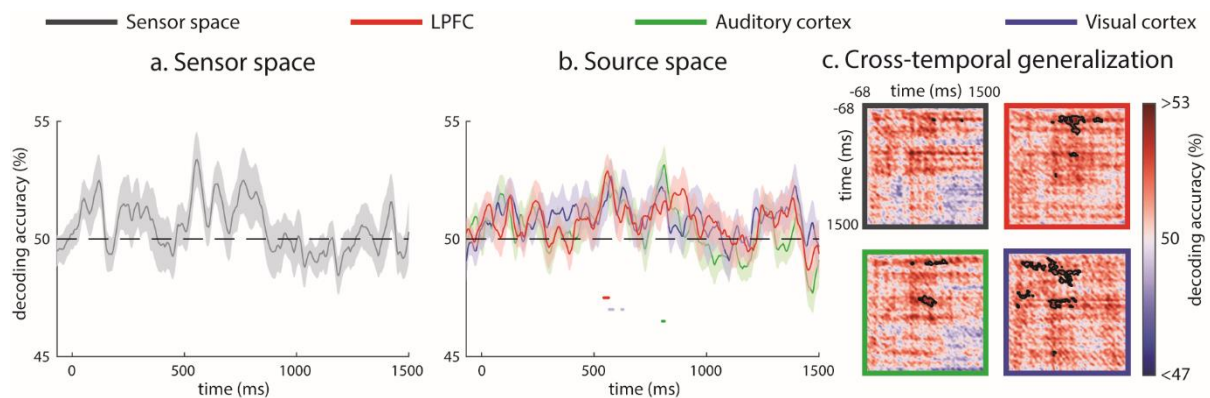 Sensor space LPFC Auditory cortex Visual cortex
a. Sensor space b. Source space c. Cross-temporal generalization
-68 time (ms) 1500
-68
time (ms)
1500
>53
50
<47
decoding accuracy (%)
55
50
45
decoding accuracy (%)
0 500 1000 1500
time (ms)
55
50
45
0 500 1000 1500
time (ms)